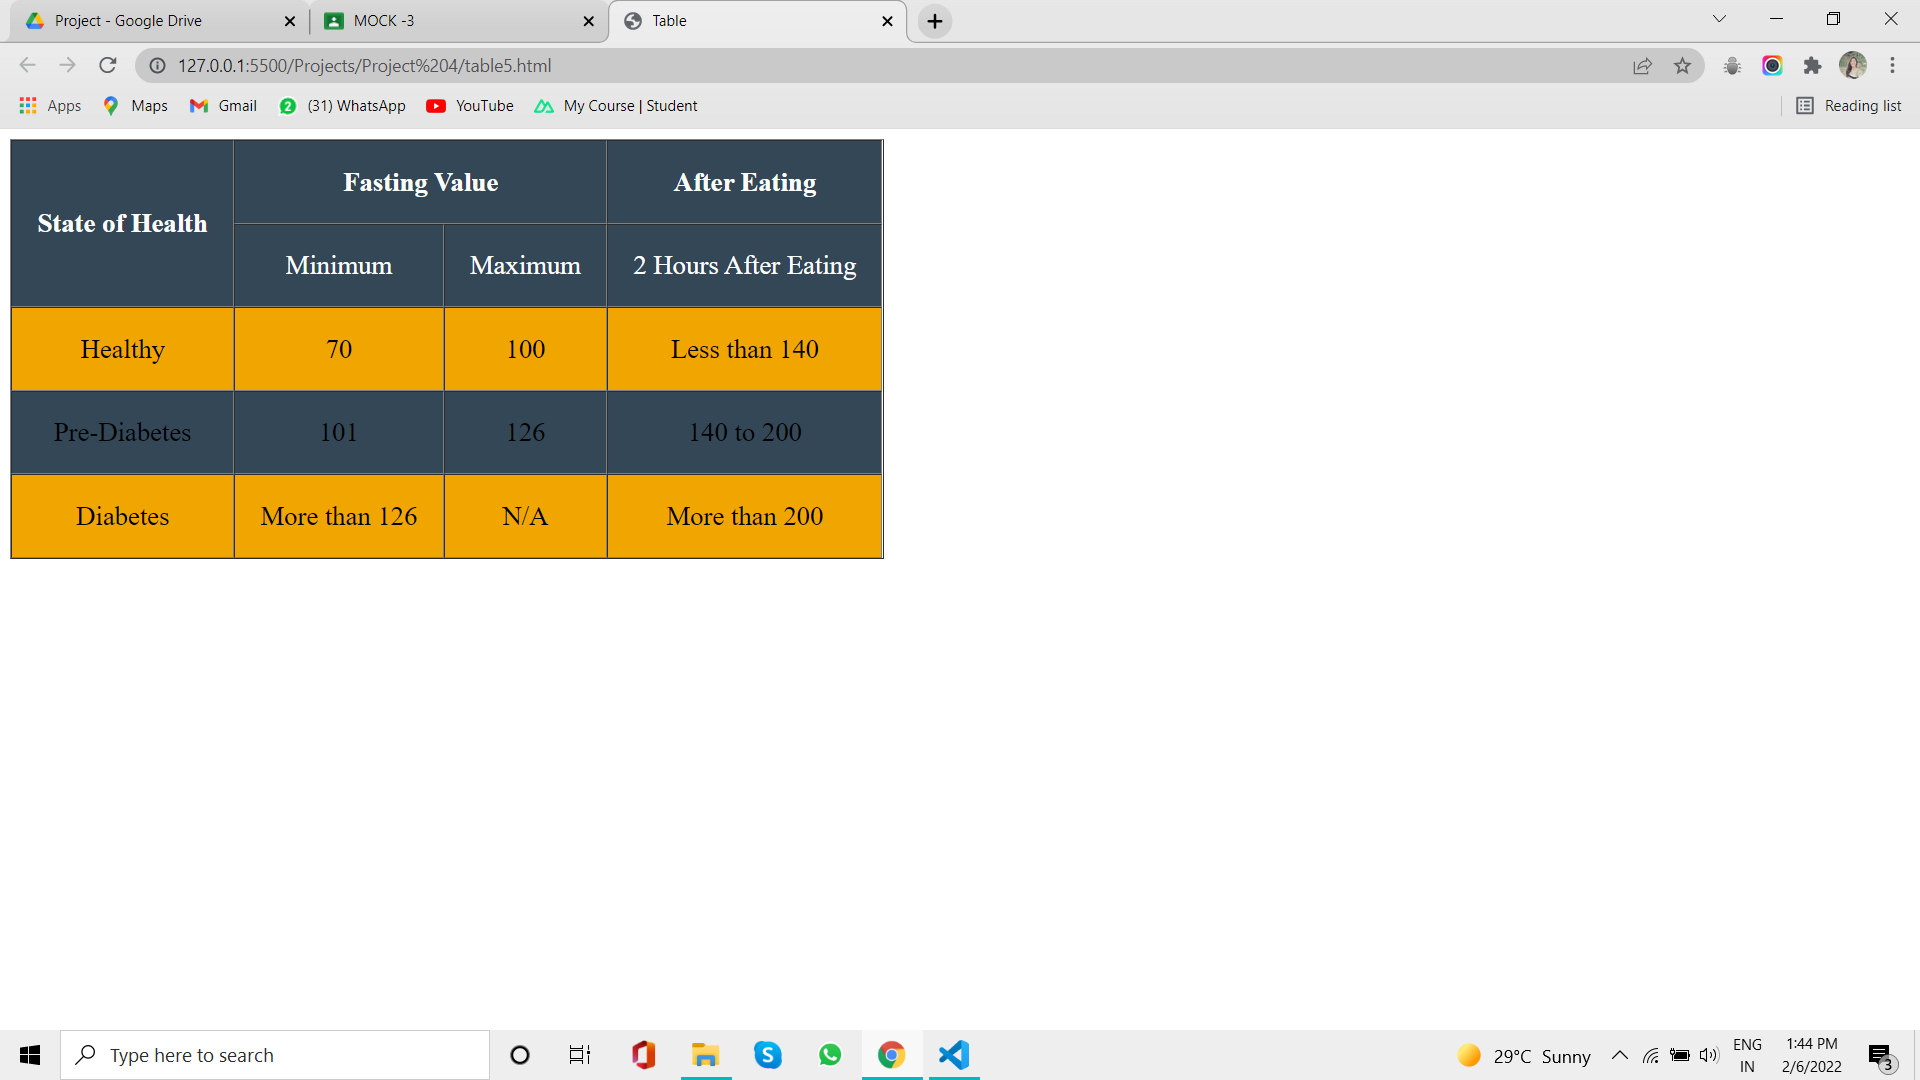 Project - Google Drive
MOCK -3
Table
127.0.0.1:5500/Projects/Project%204/table5.html
Apps
Maps
Gmail
2
(31) WhatsApp
YouTube
My Course | Student
Reading list
State of Health
Fasting Value
After Eating
Minimum
Maximum
2 Hours After Eating
Healthy
70
100
Less than 140
Pre-Diabetes
101
126
140 to 200
Diabetes
More than 126
N/A
More than 200
Type here to search
S
29°C Sunny
ENG
IN
1:44 PM
2/6/2022
3